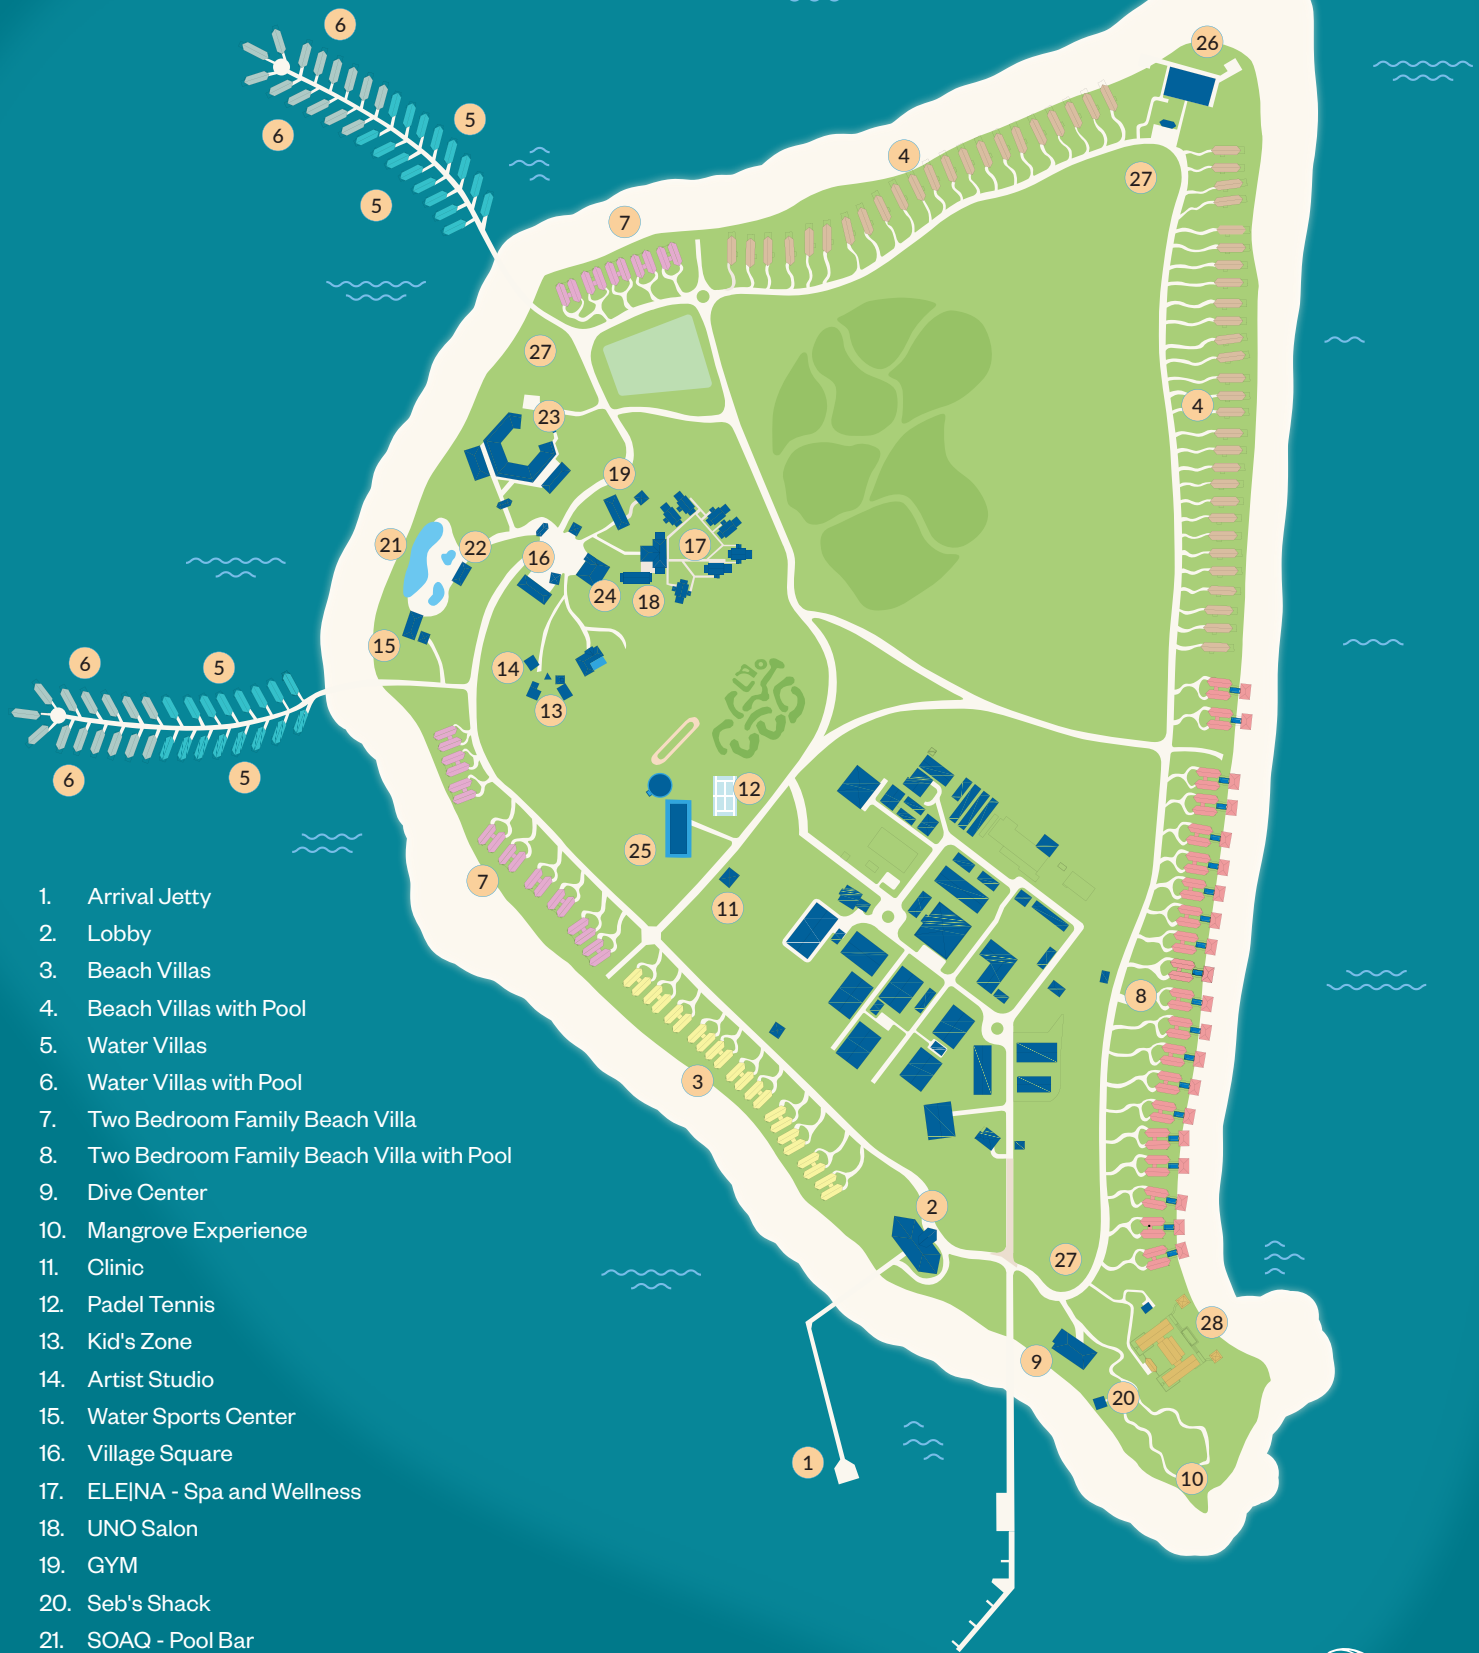 6
26
5
6
4
27
5
7
27
4
23
19
21
22
17
16
24
18
15
6
5
14
13
6
5
12
25
7
11
8
3
2
27
28
9
20
1
10
1. Arrival Jetty
2. Lobby
3. Beach Villas
4. Beach Villas with Pool
5. Water Villas
6. Water Villas with Pool
7. Two Bedroom Family Beach Villa
8. Two Bedroom Family Beach Villa with Pool
9. Dive Center
10. Mangrove Experience
11. Clinic
12. Padel Tennis
13. Kid's Zone
14. Artist Studio
15. Water Sports Center
16. Village Square
17. ELE|NA - Spa and Wellness
18. UNO Salon
19. GYM
20. Seb's Shack
21. SOAQ - Pool Bar